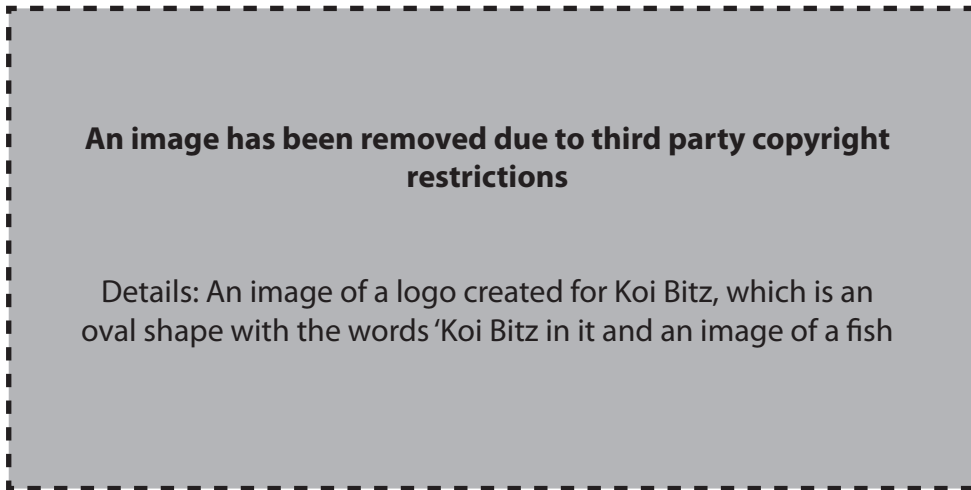 An image has been removed due to third party copyright
restrictions
Details: An image of a logo created for Koi Bitz, which is an
oval shape with the words ‘Koi Bitz in it and an image of a fish